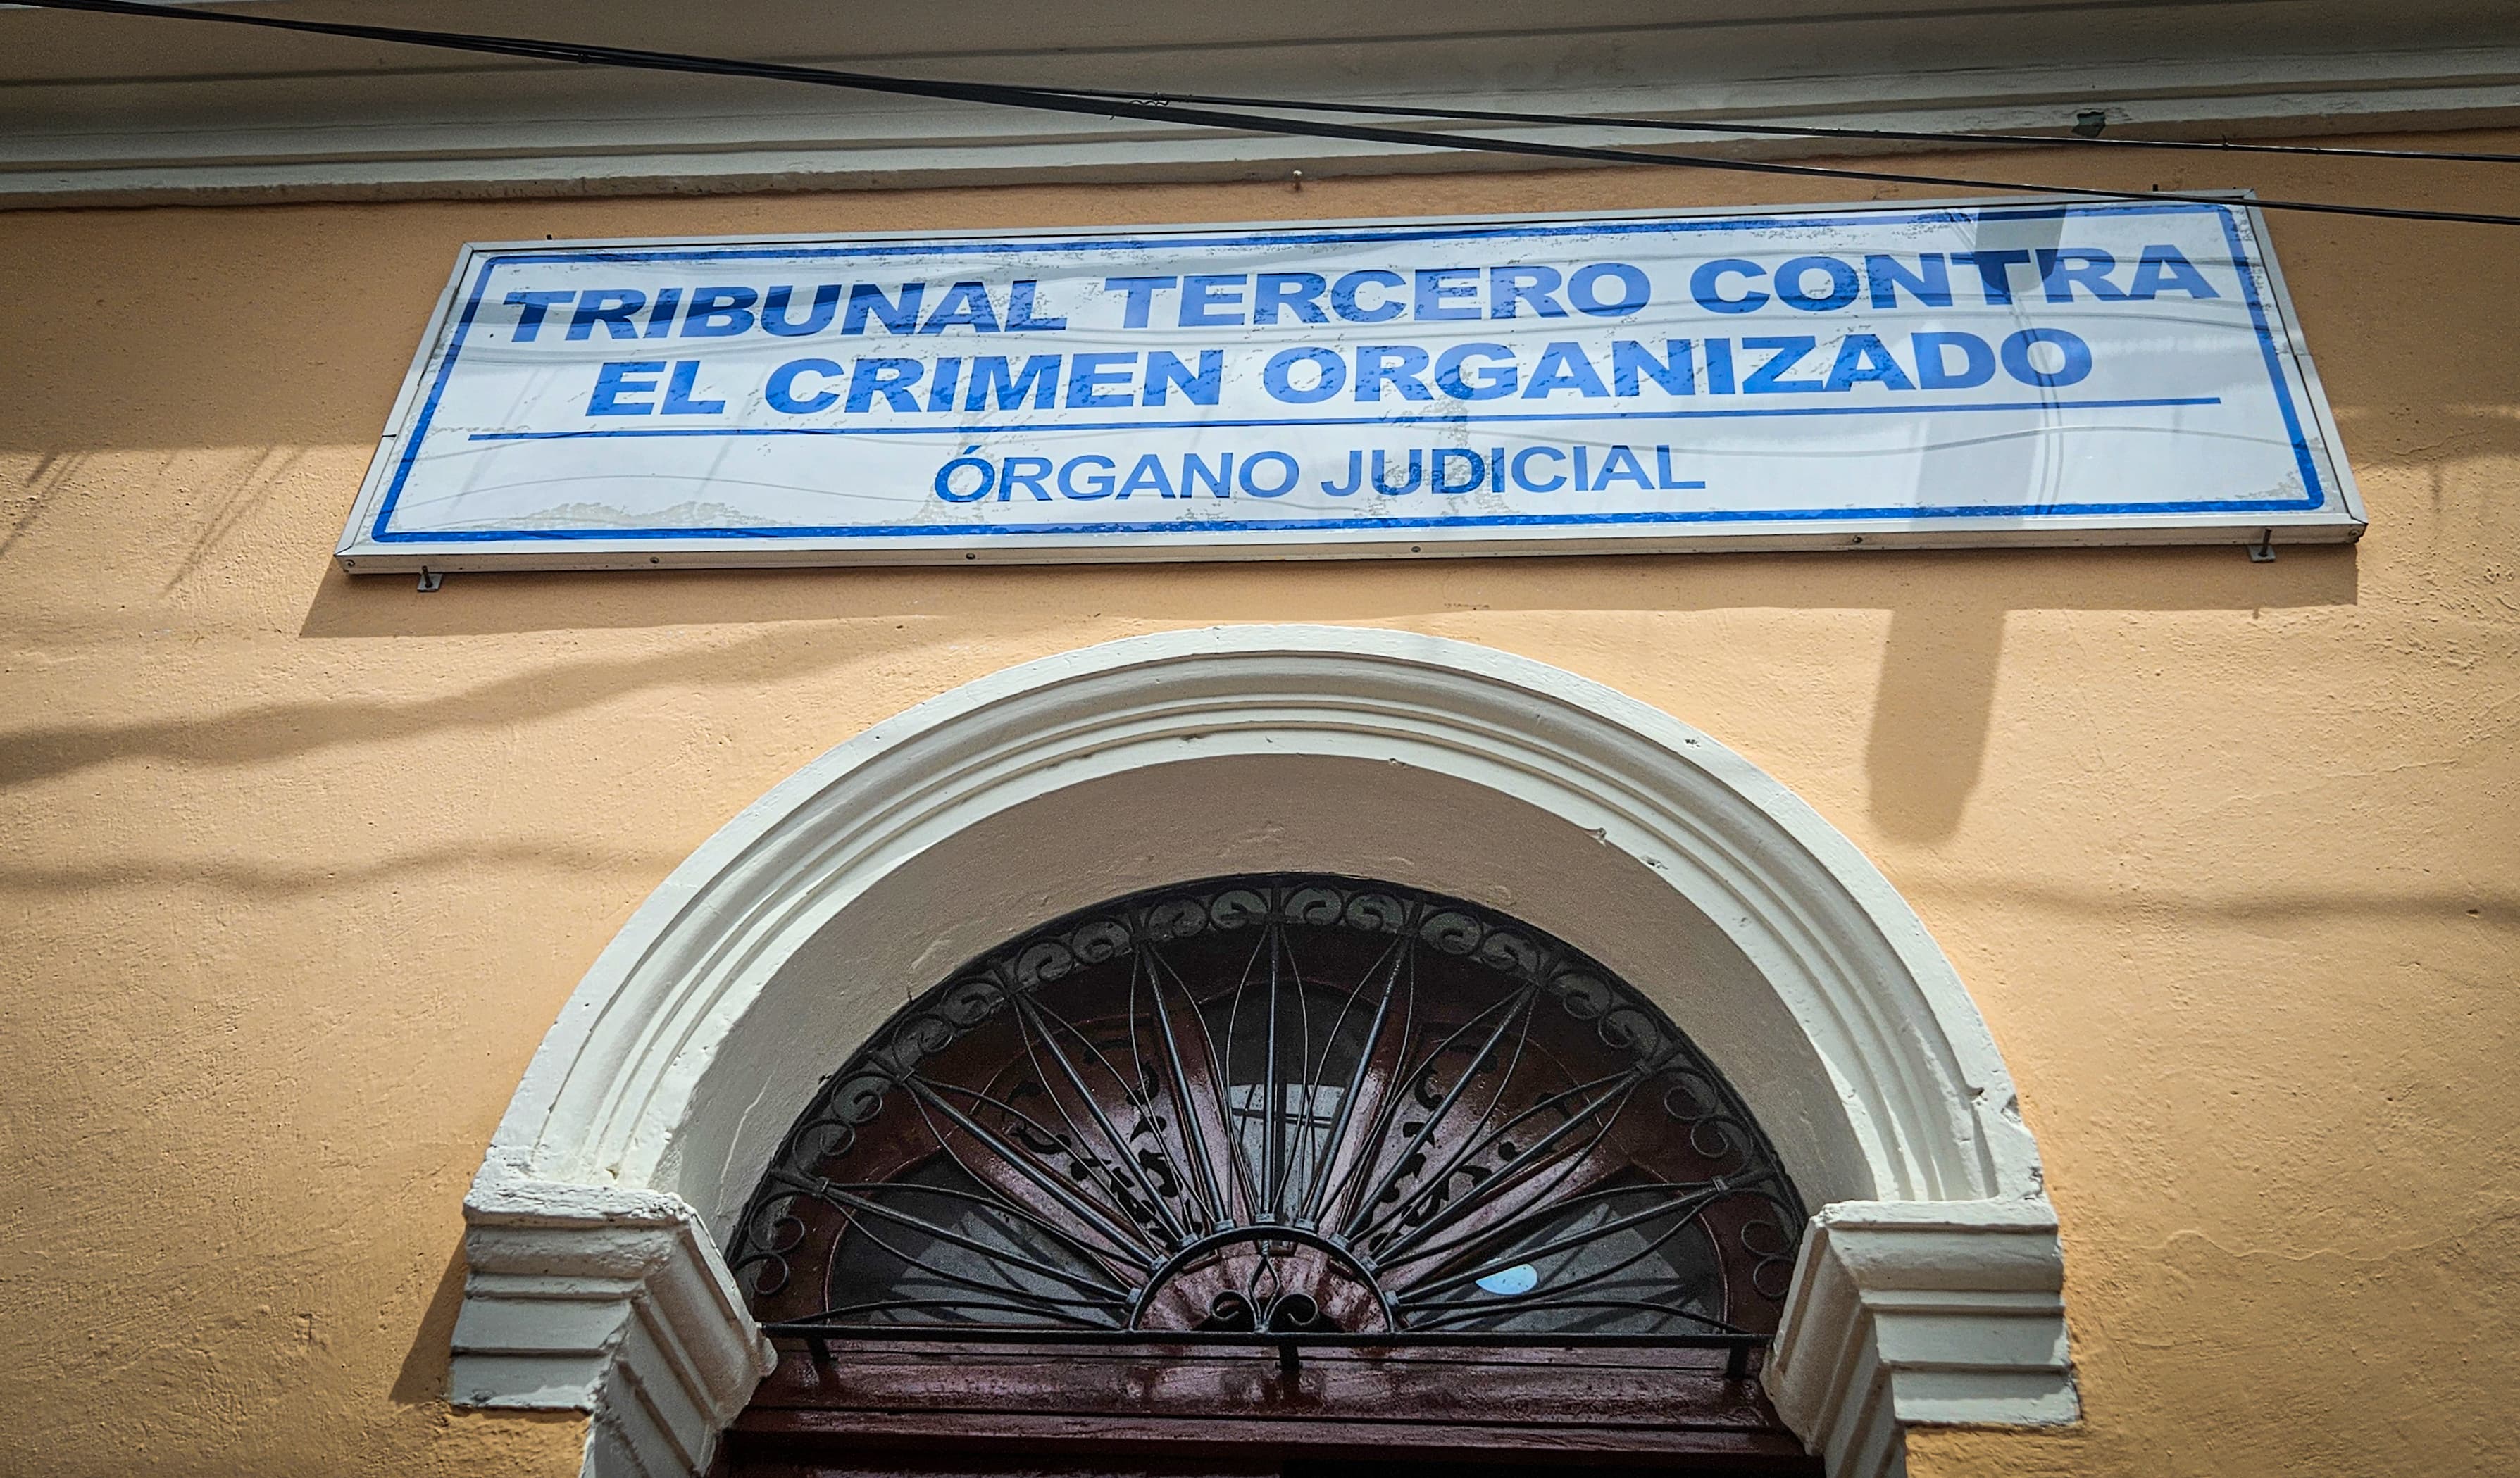 TRIBUNAL TERCERO CONTRA
EL CRIMEN ORGANIZADO
ÓRGANO JUDICIAL